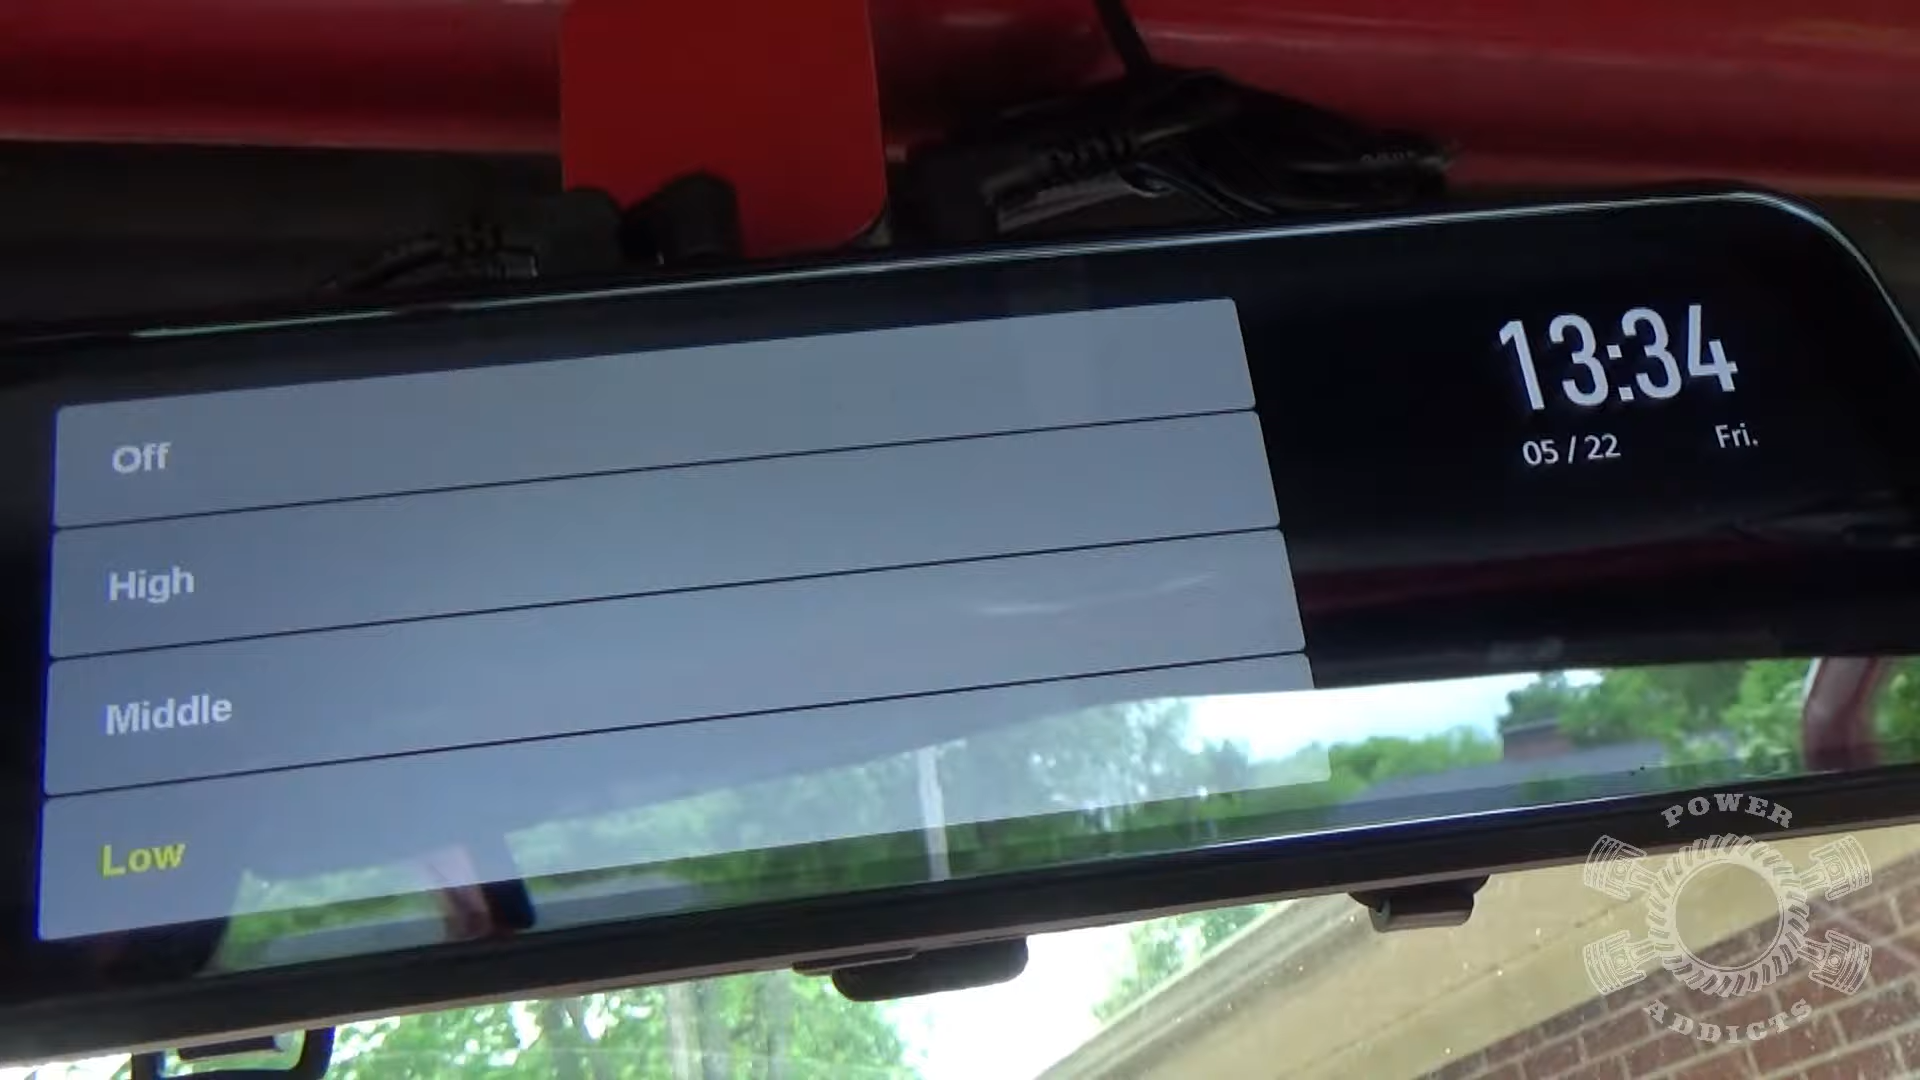 Off
High
Middle
Low
13:34
05 / 22 Fri.
POWER
ADDICTS